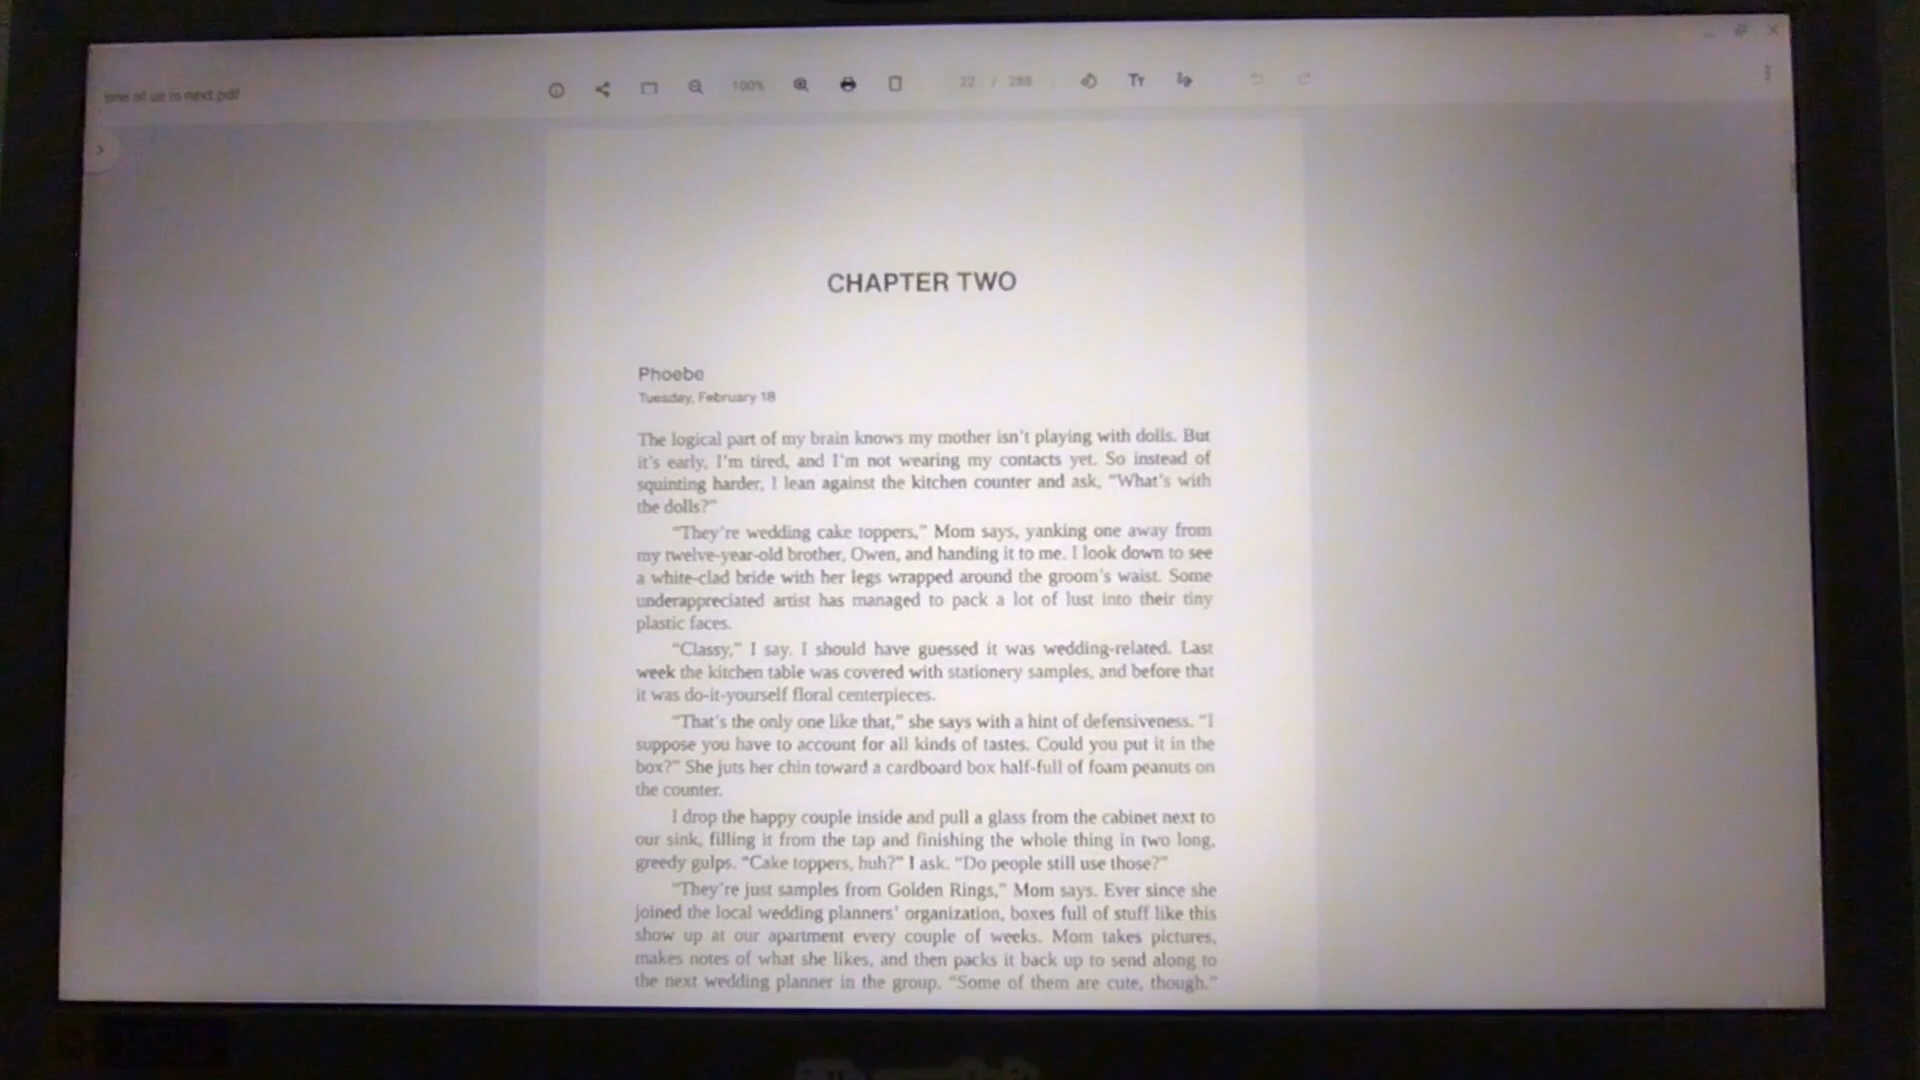 one of us is next.pdf
100%
22 / 288
CHAPTER TWO
Phoebe
Tuesday, February 18
The logical part of my brain knows my mother isn't playing with dolls. But
it's early, I'm tired, and I'm not wearing my contacts yet. So instead of
squinting harder, I lean against the kitchen counter and ask, “What's with
the dolls?”
“They're wedding cake toppers,” Mom says, yanking one away from
my twelve-year-old brother, Owen, and handing it to me. I look down to see
a white-clad bride with her legs wrapped around the groom's waist. Some
underappreciated artist has managed to pack a lot of lust into their tiny
plastic faces.
“Classy,” I say. I should have guessed it was wedding-related. Last
week the kitchen table was covered with stationery samples, and before that
it was do-it-yourself floral centerpieces.
“That's the only one like that,” she says with a hint of defensiveness. “I
suppose you have to account for all kinds of tastes. Could you put it in the
box?” She juts her chin toward a cardboard box half-full of foam peanuts on
the counter.
I drop the happy couple inside and pull a glass from the cabinet next to
our sink, filling it from the tap and finishing the whole thing in two long,
greedy gulps. “Cake toppers, huh?” I ask. “Do people still use those?”
“They're just samples from Golden Rings,” Mom says. Ever since she
joined the local wedding planners' organization, boxes full of stuff like this
show up at our apartment every couple of weeks. Mom takes pictures,
makes notes of what she likes, and then packs it back up to send along to
the next wedding planner in the group. “Some of them are cute, though.”